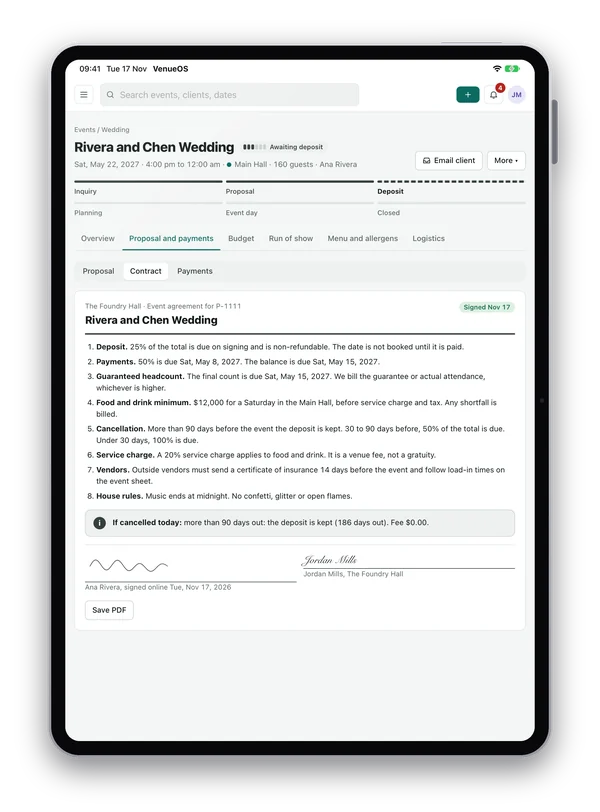 09:41 Tue 17 Nov VenueOS
Search events, clients, dates
4
JM
Events / Wedding
Rivera and Chen Wedding Awaiting deposit
Sat, May 22, 2027 · 4:00 pm to 12:00 am · Main Hall · 160 guests · Ana Rivera
Email client
More
Inquiry Proposal Deposit
Planning Event day Closed
Overview Proposal and payments Budget Run of show Menu and allergens Logistics
Proposal Contract Payments
The Foundry Hall · Event agreement for P-1111
Signed Nov 17
Rivera and Chen Wedding
1. Deposit. 25% of the total is due on signing and is non-refundable. The date is not booked until it is paid.
2. Payments. 50% is due Sat, May 8, 2027. The balance is due Sat, May 15, 2027.
3. Guaranteed headcount. The final count is due Sat, May 15, 2027. We bill the guarantee or actual attendance,
whichever is higher.
4. Food and drink minimum. $12,000 for a Saturday in the Main Hall, before service charge and tax. Any shortfall is
billed.
5. Cancellation. More than 90 days before the event the deposit is kept. 30 to 90 days before, 50% of the total is due.
Under 30 days, 100% is due.
6. Service charge. A 20% service charge applies to food and drink. It is a venue fee, not a gratuity.
7. Vendors. Outside vendors must send a certificate of insurance 14 days before the event and follow load-in times on
the event sheet.
8. House rules. Music ends at midnight. No confetti, glitter or open flames.
If cancelled today: more than 90 days out: the deposit is kept (186 days out). Fee $0.00.
Jordan Mills
Ana Rivera, signed online Tue, Nov 17, 2026
Jordan Mills, The Foundry Hall
Save PDF